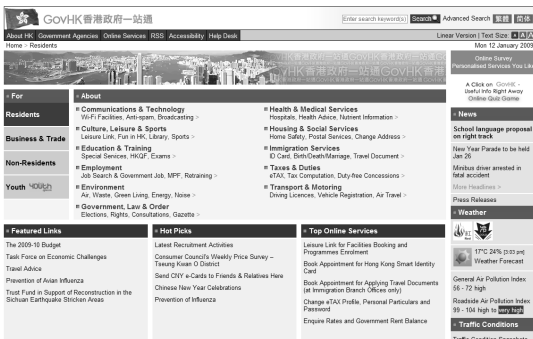 GovHK 香港政府一站通
Enter search keyword(s) Search Advanced Search 繁體 简体
About HK Government Agencies Online Services RSS Accessibility Help Desk Linear Version | Text Size A A A
Home > Residents Mon 12 January 2009
GovHK香港政府一站通
Online Survey
Personalised Services You Like
A Click on GovHK -
Useful Info Right Away
Online Quiz Game
For
Residents
Business & Trade
Non-Residents
Youth
About
Communications & Technology
Wi-Fi Facilities, Anti-spam, Broadcasting >
Culture, Leisure & Sports
Leisure Link, Fun in HK, Library, Sports >
Education & Training
Special Services, HKQF, Exams >
Employment
Job Search & Government Job, MPF, Retraining >
Environment
Air, Waste, Green Living, Energy, Noise >
Government, Law & Order
Elections, Rights, Consultations, Gazette >
Health & Medical Services
Hospitals, Health Advice, Nutrient Information >
Housing & Social Services
Home Safety, Postal Services, Change Address >
Immigration Services
ID Card, Birth/Death/Marriage, Travel Document >
Taxes & Duties
eTAX, Tax Computation, Duty-free Concessions >
Transport & Motoring
Driving Licences, Vehicle Registration, Air Travel >
News
School language proposal
on right track
New Year Parade to be held
Jan 26
Minibus driver arrested in
fatal accident
More Headlines >
Press Releases
Weather
17°C 24% [3:03 pm]
Weather Forecast
General Air Pollution Index
56 - 72 high
Roadside Air Pollution Index
99 - 104 high to very high
Traffic Conditions
Featured Links
The 2009-10 Budget
Task Force on Economic Challenges
Travel Advice
Prevention of Avian Influenza
Trust Fund in Support of Reconstruction in the
Sichuan Earthquake Stricken Areas
Hot Picks
Latest Recruitment Activities
Consumer Council's Weekly Price Survey –
Tseung Kwan O District
Send CNY e-Cards to Friends & Relatives Here
Chinese New Year Celebrations
Prevention of Influenza
Top Online Services
Leisure Link for Facilities Booking and
Programmes Enrolment
Book Appointment for Hong Kong Smart Identity
Card
Book Appointment for Applying Travel Documents
(at Immigration Branch Offices only)
Change eTAX Profile, Personal Particulars and
Password
Enquire Rates and Government Rent Balance